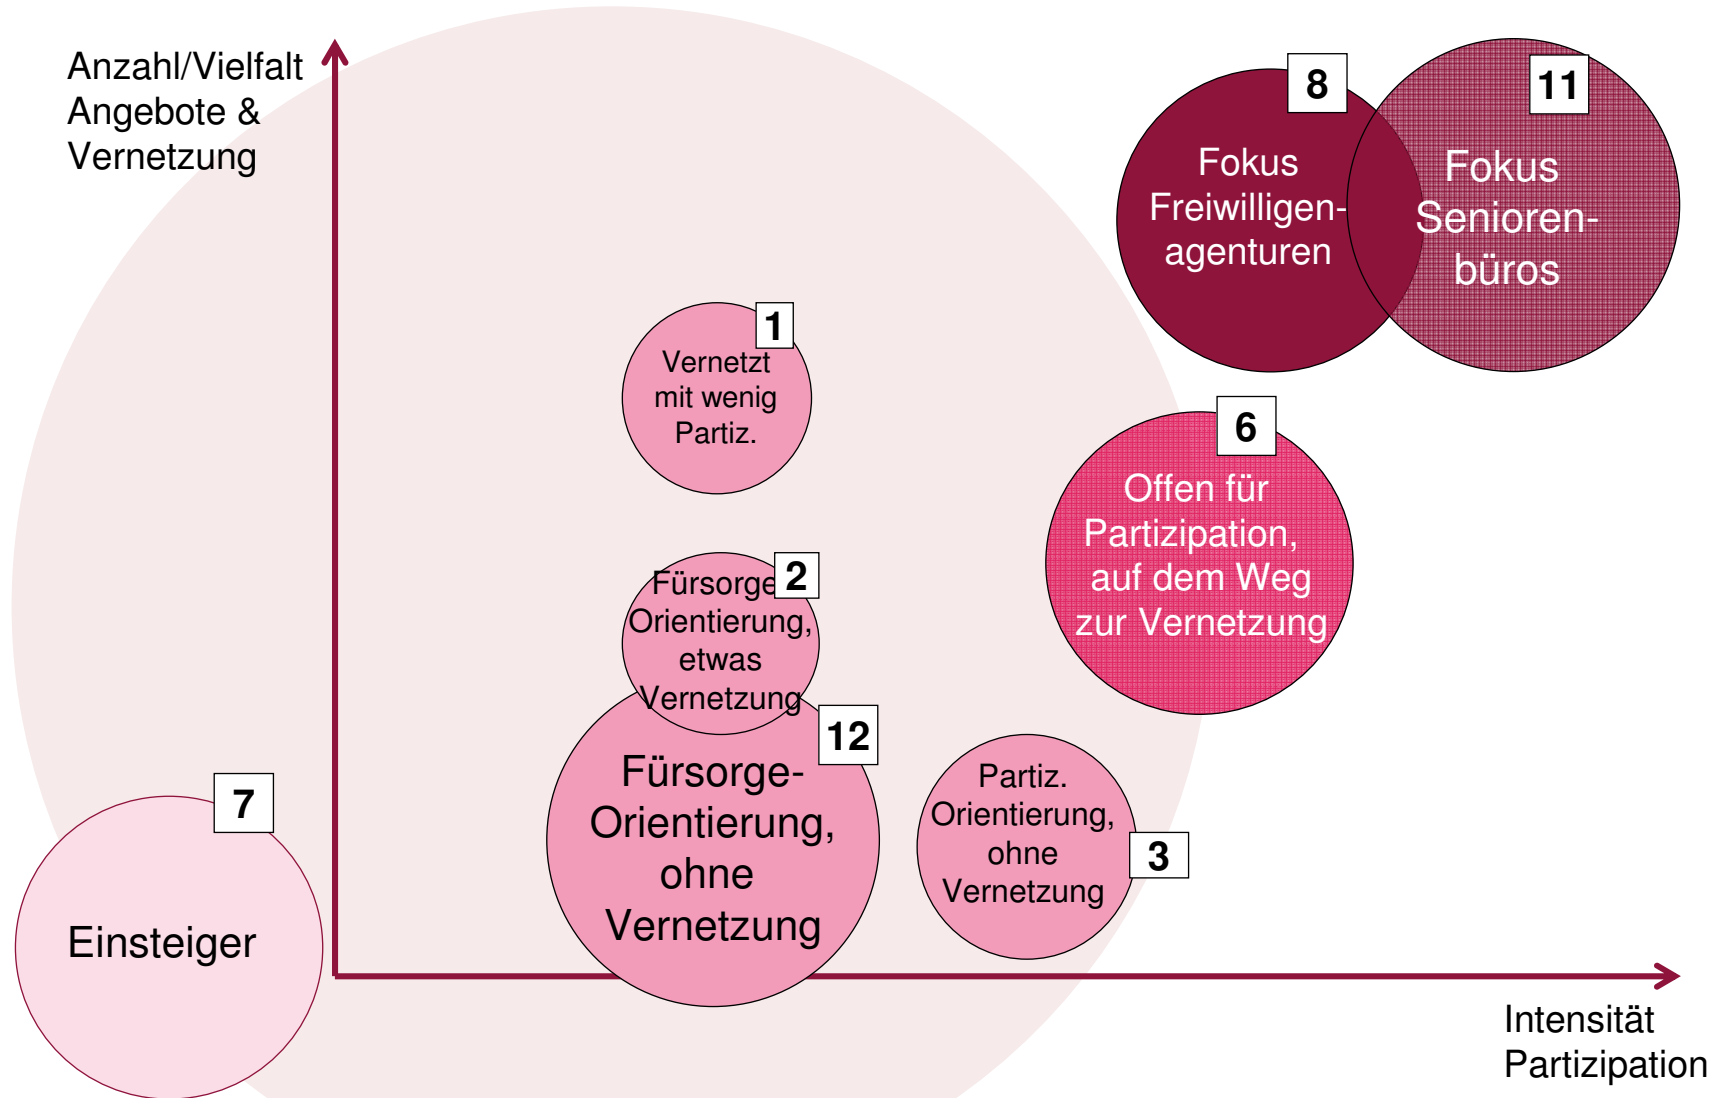 Anzahl/Vielfalt
Angebote &
Vernetzung
8
Fokus
Freiwilligen-
agenturen
11
Fokus
Senioren-
büros
1
Vernetzt
mit wenig
Partiz.
6
Offen für
Partizipation,
auf dem Weg
zur Vernetzung
2
Fürsorge
Orientierung,
etwas
Vernetzung
12
Fürsorge-
Orientierung,
ohne
Vernetzung
Partiz.
Orientierung,
ohne
Vernetzung
3
7
Einsteiger
Intensität
Partizipation